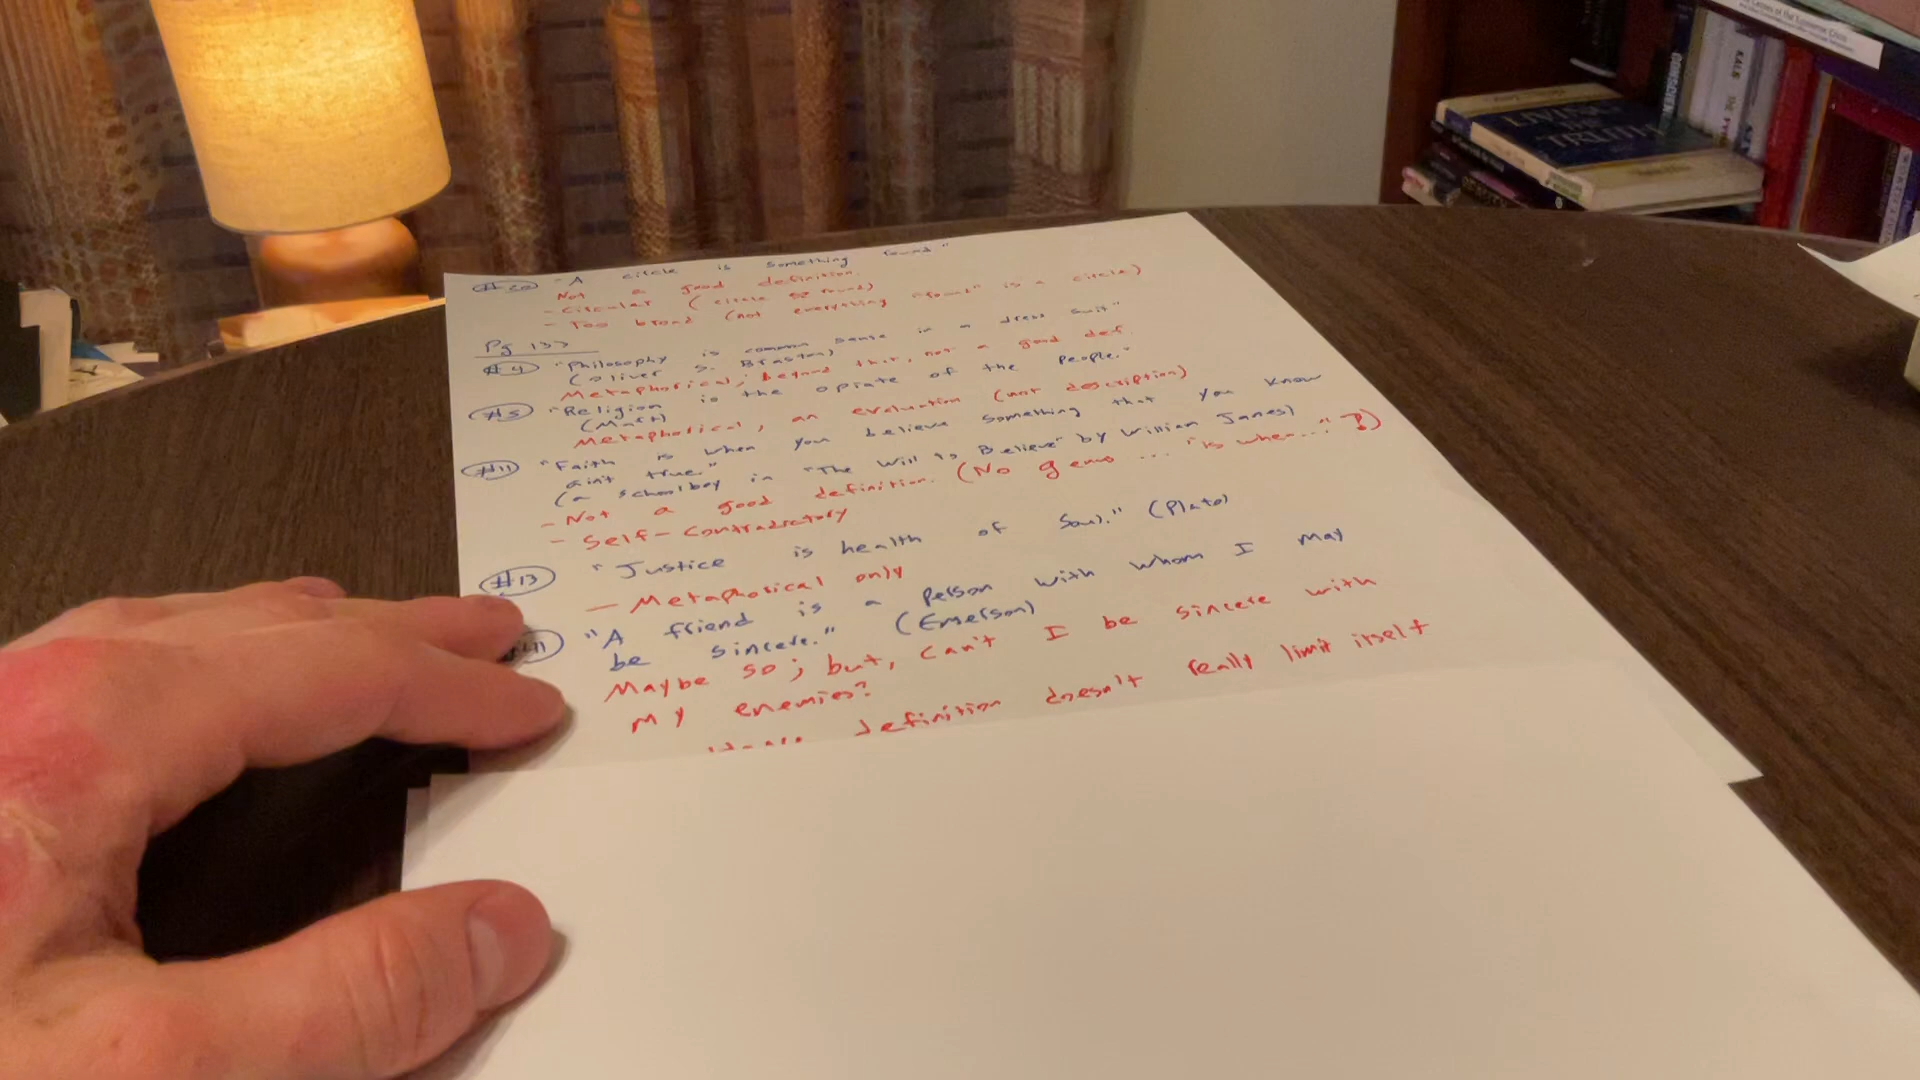 #20 "A circle is something round"
Not a good definition.
- Circular (circle = round)
- Too broad (not everything "round" is a circle)
Pg 133
#4 "Philosophy is common sense in a dress suit"
(Oliver S. Braston)
Metaphorical; beyond that, not a good def.
#5 "Religion is the opiate of the people."
(Marx)
Metaphorical, an evaluation (not description)
#11 "Faith is when you believe something that you know
ain't true."
(a schoolboy in "The Will to Believe" by William James)
- Not a good definition. (No genus ... "is when..." ?)
- Self-contradictory
#13 "Justice is health of soul." (Plato)
- Metaphorical only
"A friend is a person with whom I may
be sincere." (Emerson)
Maybe so; but, can't I be sincere with
my enemies?
definition doesn't really limit itself